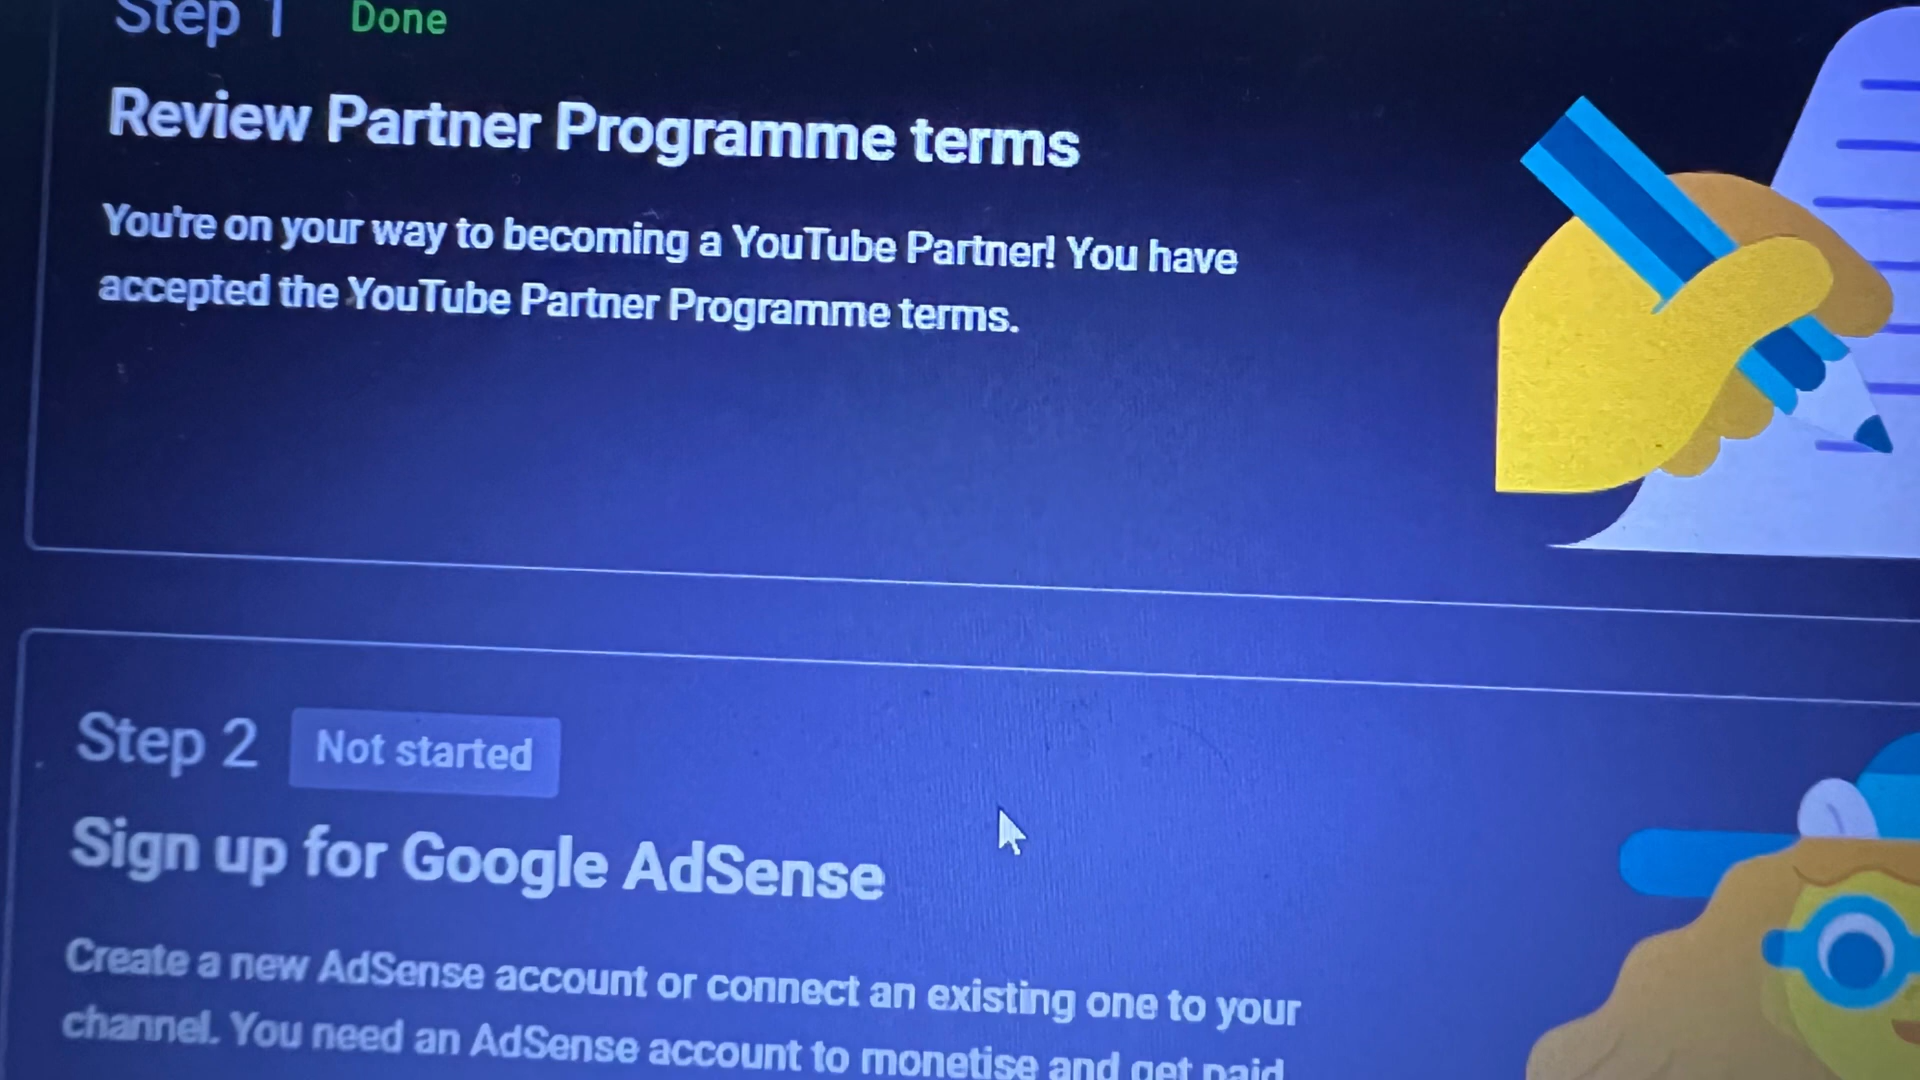 Step 1 Done
Review Partner Programme terms
You're on your way to becoming a YouTube Partner! You have
accepted the YouTube Partner Programme terms.
Step 2 Not started
Sign up for Google AdSense
Create a new AdSense account or connect an existing one to your
channel. You need an AdSense account to monetise and get paid